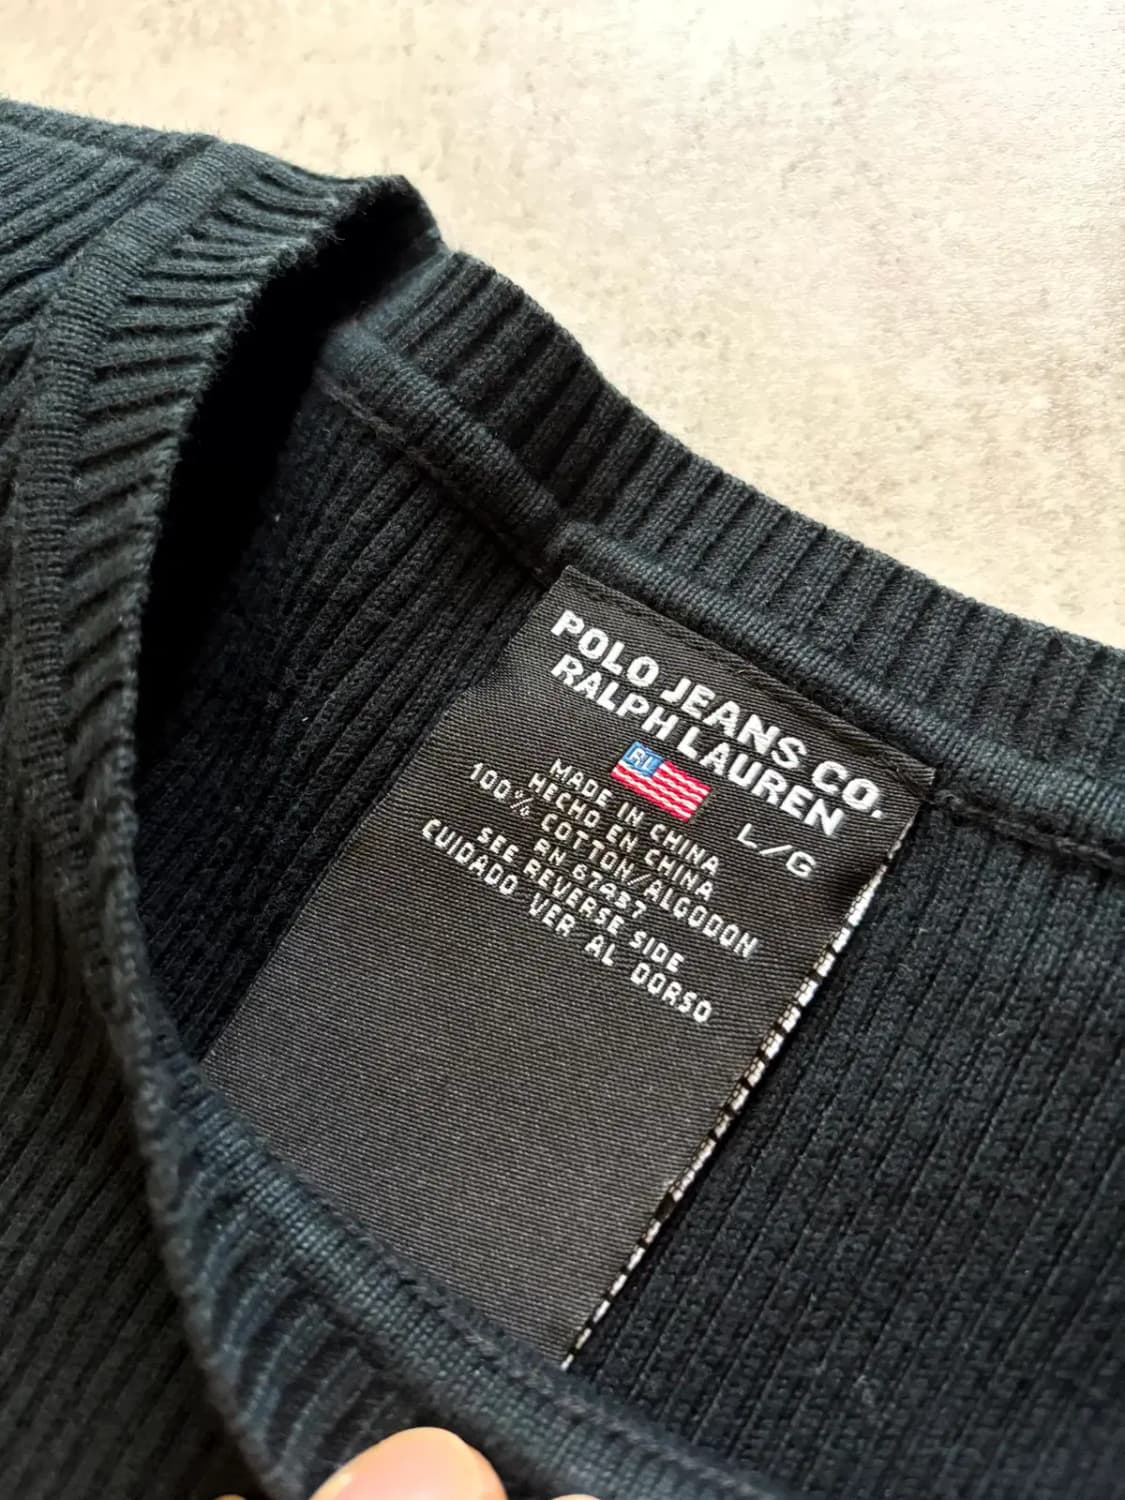 POLO JEANS CO.
RALPH LAUREN
RL
L/G
MADE IN CHINA
HECHO EN CHINA
100% COTTON/ALGODON
RN 67437
SEE REVERSE SIDE
CUIDADO VER AL DORSO